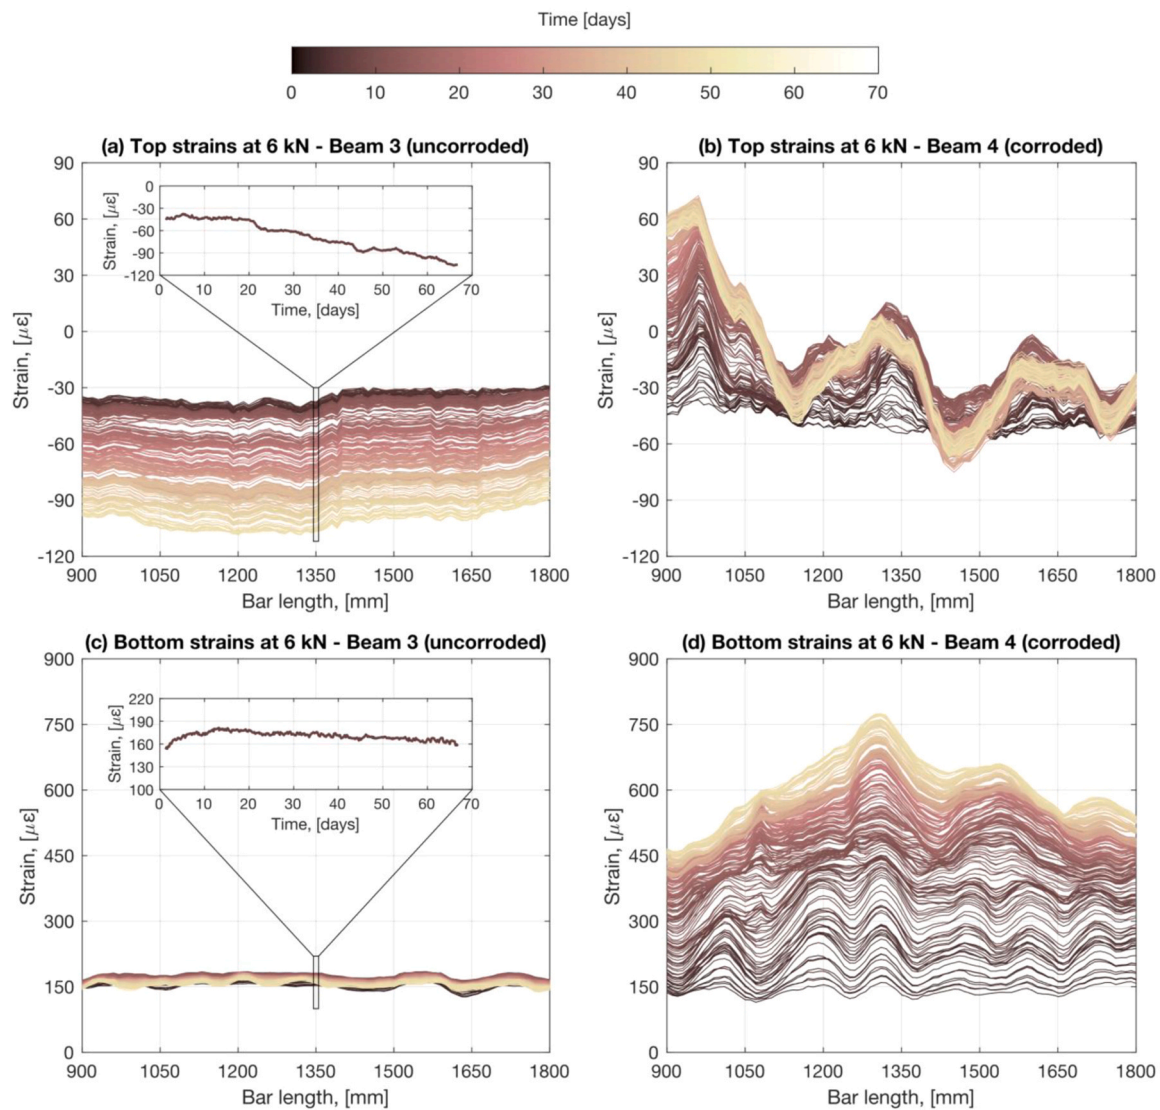 Time [days]
0 10 20 30 40 50 60 70
(a) Top strains at 6 kN - Beam 3 (uncorroded)
90
60
30
0
-30
-60
-90
-120
Strain, [µε]
0
-30
-60
-90
-120
Strain, [µε]
0 10 20 30 40 50 60 70
Time, [days]
900 1050 1200 1350 1500 1650 1800
Bar length, [mm]
(b) Top strains at 6 kN - Beam 4 (corroded)
90
60
30
0
-30
-60
-90
-120
Strain, [µε]
900 1050 1200 1350 1500 1650 1800
Bar length, [mm]
(c) Bottom strains at 6 kN - Beam 3 (uncorroded)
900
750
600
450
300
150
0
Strain, [µε]
220
190
160
130
100
Strain, [µε]
0 10 20 30 40 50 60 70
Time, [days]
900 1050 1200 1350 1500 1650 1800
Bar length, [mm]
(d) Bottom strains at 6 kN - Beam 4 (corroded)
900
750
600
450
300
150
0
Strain, [µε]
900 1050 1200 1350 1500 1650 1800
Bar length, [mm]